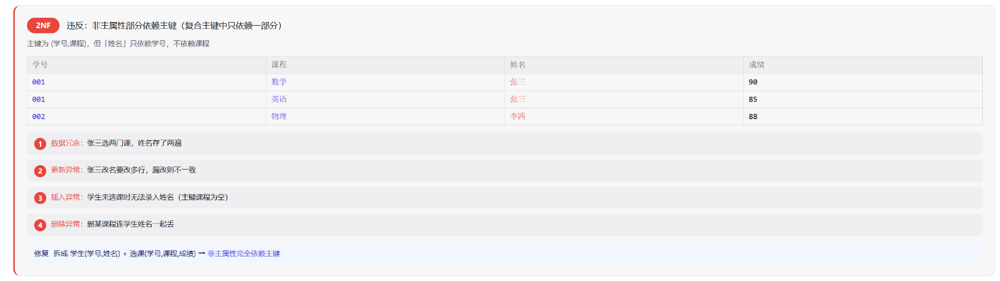 2NF 违反：非主属性部分依赖主键（复合主键中只依赖一部分）
主键为 (学号,课程)，但「姓名」只依赖学号，不依赖课程
学号 课程 姓名 成绩
001 数学 张三 90
001 英语 张三 85
002 物理 李四 88
1 数据冗余：张三选两门课，姓名存了两遍
2 更新异常：张三改名要改多行，漏改则不一致
3 插入异常：学生未选课时无法录入姓名（主键课程为空）
4 删除异常：删某课程连学生姓名一起丢
修复 拆成 学生(学号,姓名) + 选课(学号,课程,成绩) → 非主属性完全依赖主键